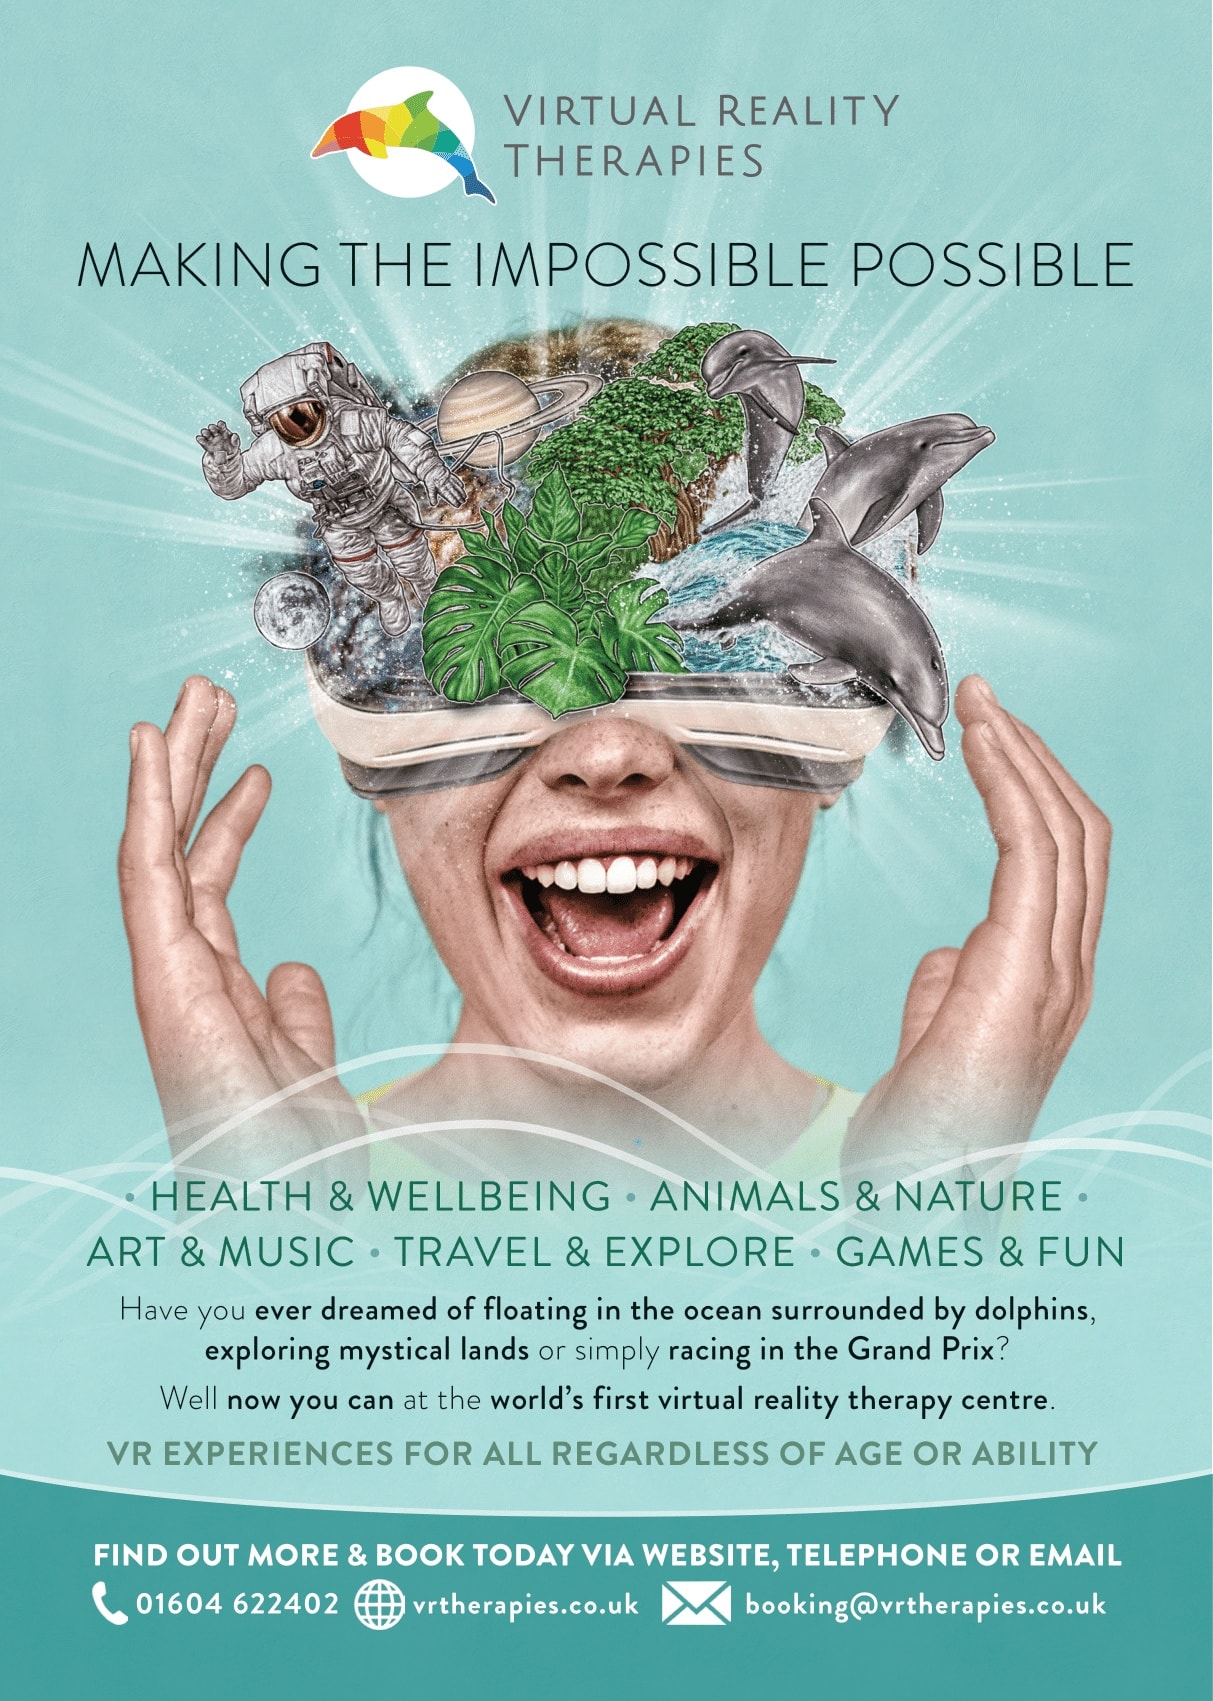 VIRTUAL REALITY
THERAPIES
MAKING THE IMPOSSIBLE POSSIBLE
• HEALTH & WELLBEING • ANIMALS & NATURE •
ART & MUSIC • TRAVEL & EXPLORE • GAMES & FUN
Have you ever dreamed of floating in the ocean surrounded by dolphins,
exploring mystical lands or simply racing in the Grand Prix?
Well now you can at the world's first virtual reality therapy centre.
VR EXPERIENCES FOR ALL REGARDLESS OF AGE OR ABILITY
FIND OUT MORE & BOOK TODAY VIA WEBSITE, TELEPHONE OR EMAIL
01604 622402 vrtherapies.co.uk booking@vrtherapies.co.uk